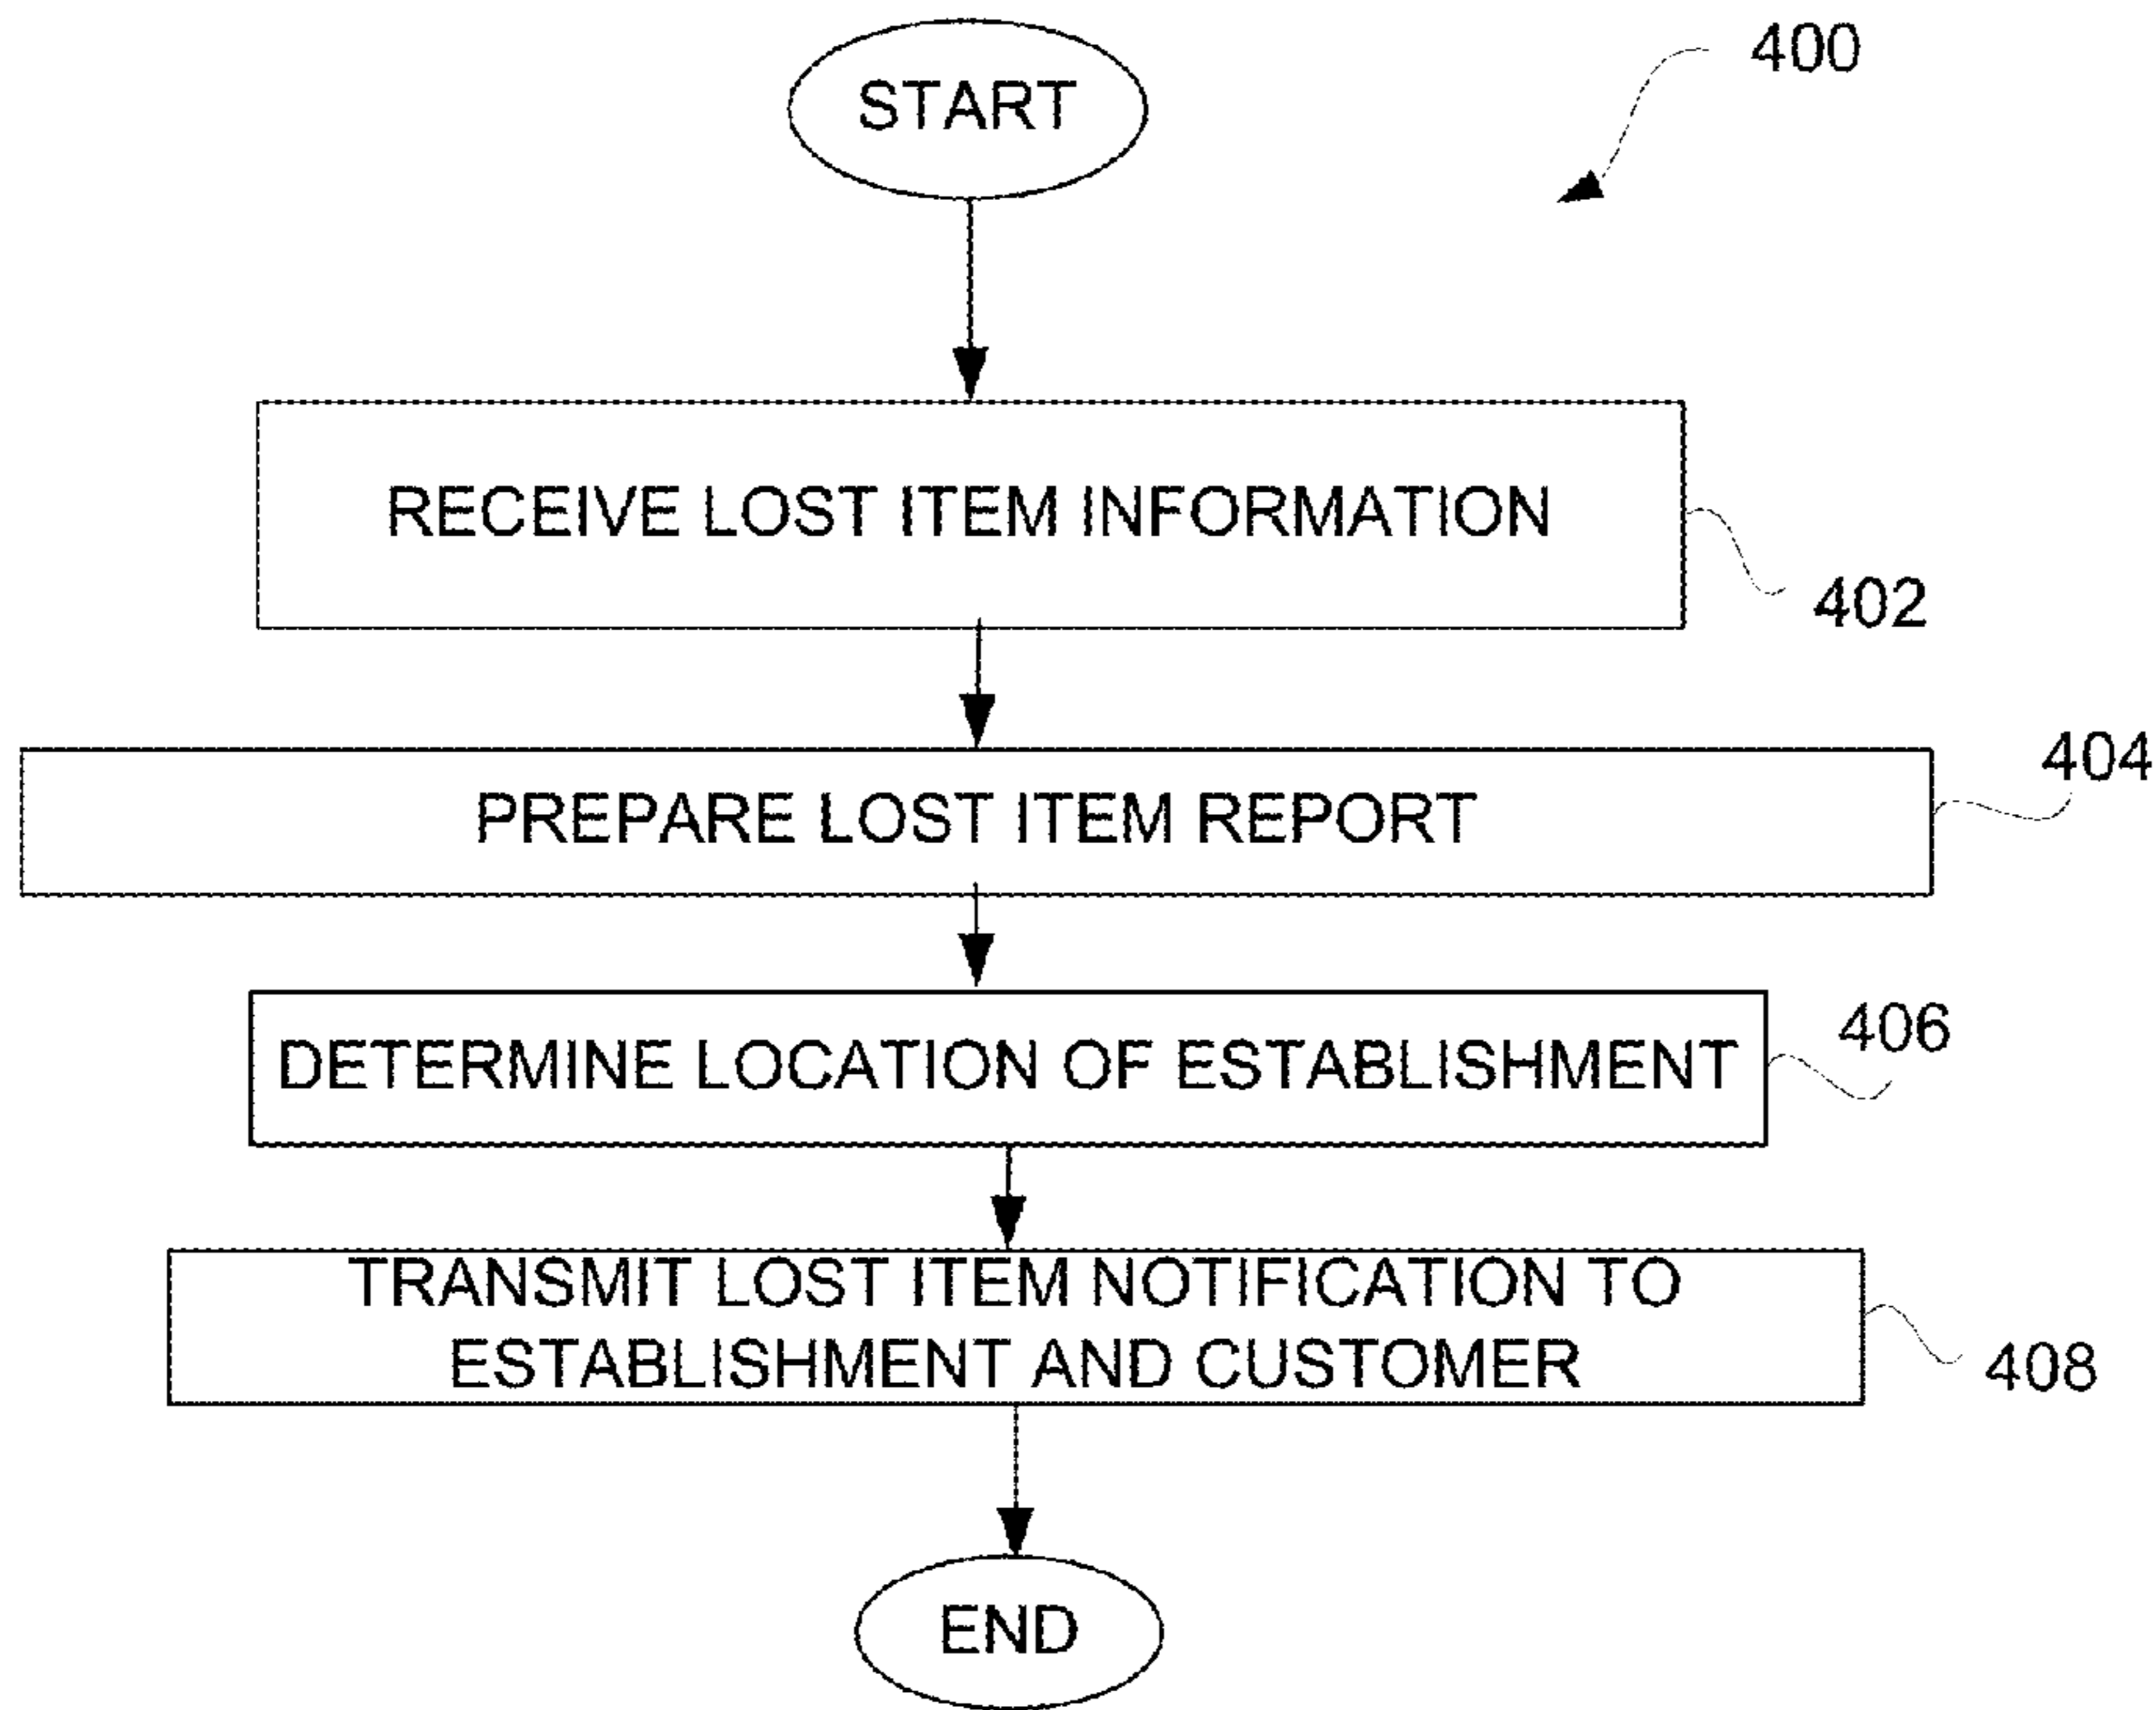 START
400
RECEIVE LOST ITEM INFORMATION
402
PREPARE LOST ITEM REPORT
404
DETERMINE LOCATION OF ESTABLISHMENT
406
TRANSMIT LOST ITEM NOTIFICATION TO
ESTABLISHMENT AND CUSTOMER
408
END